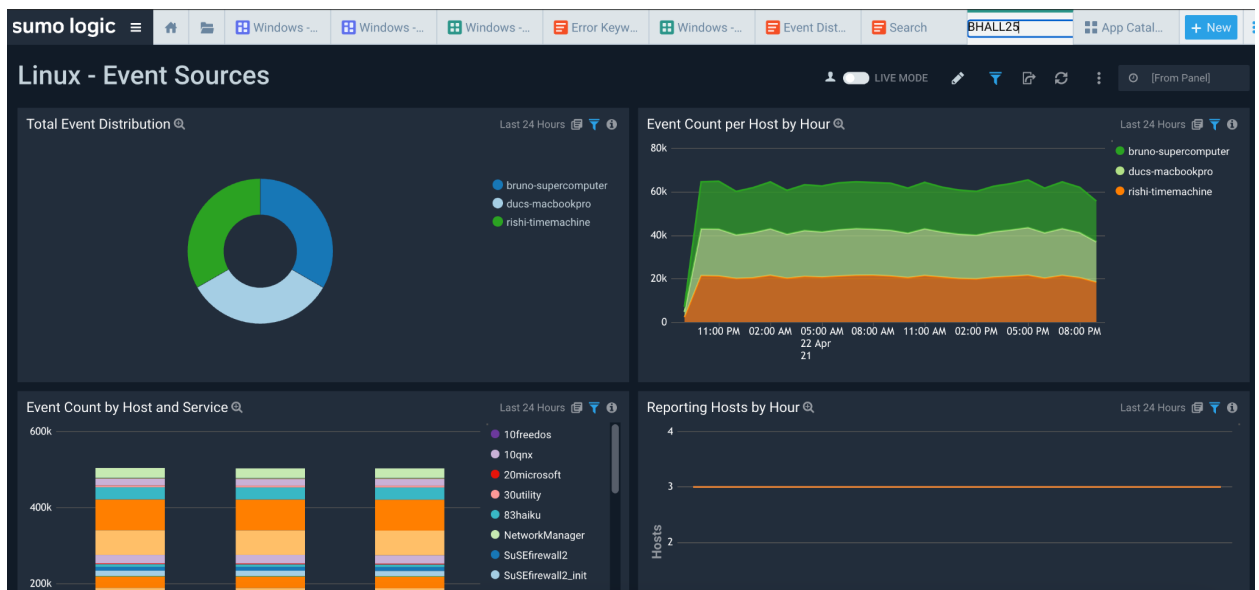 sumo logic
Windows -...
Windows -...
Windows -...
Error Keyw...
Windows -...
Event Dist...
Search
BHALL25
App Catal...
+ New
Linux - Event Sources
LIVE MODE
[From Panel]
Total Event Distribution
Last 24 Hours
bruno-supercomputer
ducs-macbookpro
rishi-timemachine
Event Count per Host by Hour
Last 24 Hours
80k
60k
40k
20k
0
11:00 PM 02:00 AM 05:00 AM 08:00 AM 11:00 AM 02:00 PM 05:00 PM 08:00 PM
22 Apr
21
bruno-supercomputer
ducs-macbookpro
rishi-timemachine
Event Count by Host and Service
Last 24 Hours
600k
400k
200k
10freedos
10qnx
20microsoft
30utility
83haiku
NetworkManager
SuSEfirewall2
SuSEfirewall2_init
Reporting Hosts by Hour
Last 24 Hours
4
3
2
Hosts